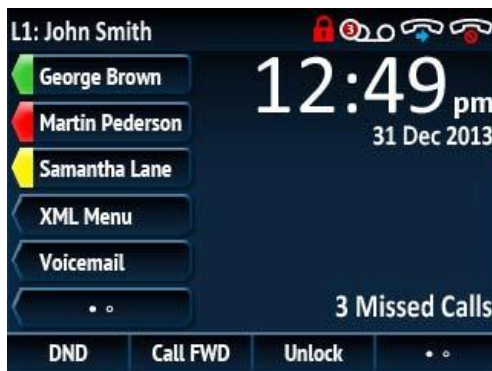 L1: John Smith
3
George Brown
12:49 pm
Martin Pederson
31 Dec 2013
Samantha Lane
XML Menu
Voicemail
3 Missed Calls
DND
Call FWD
Unlock